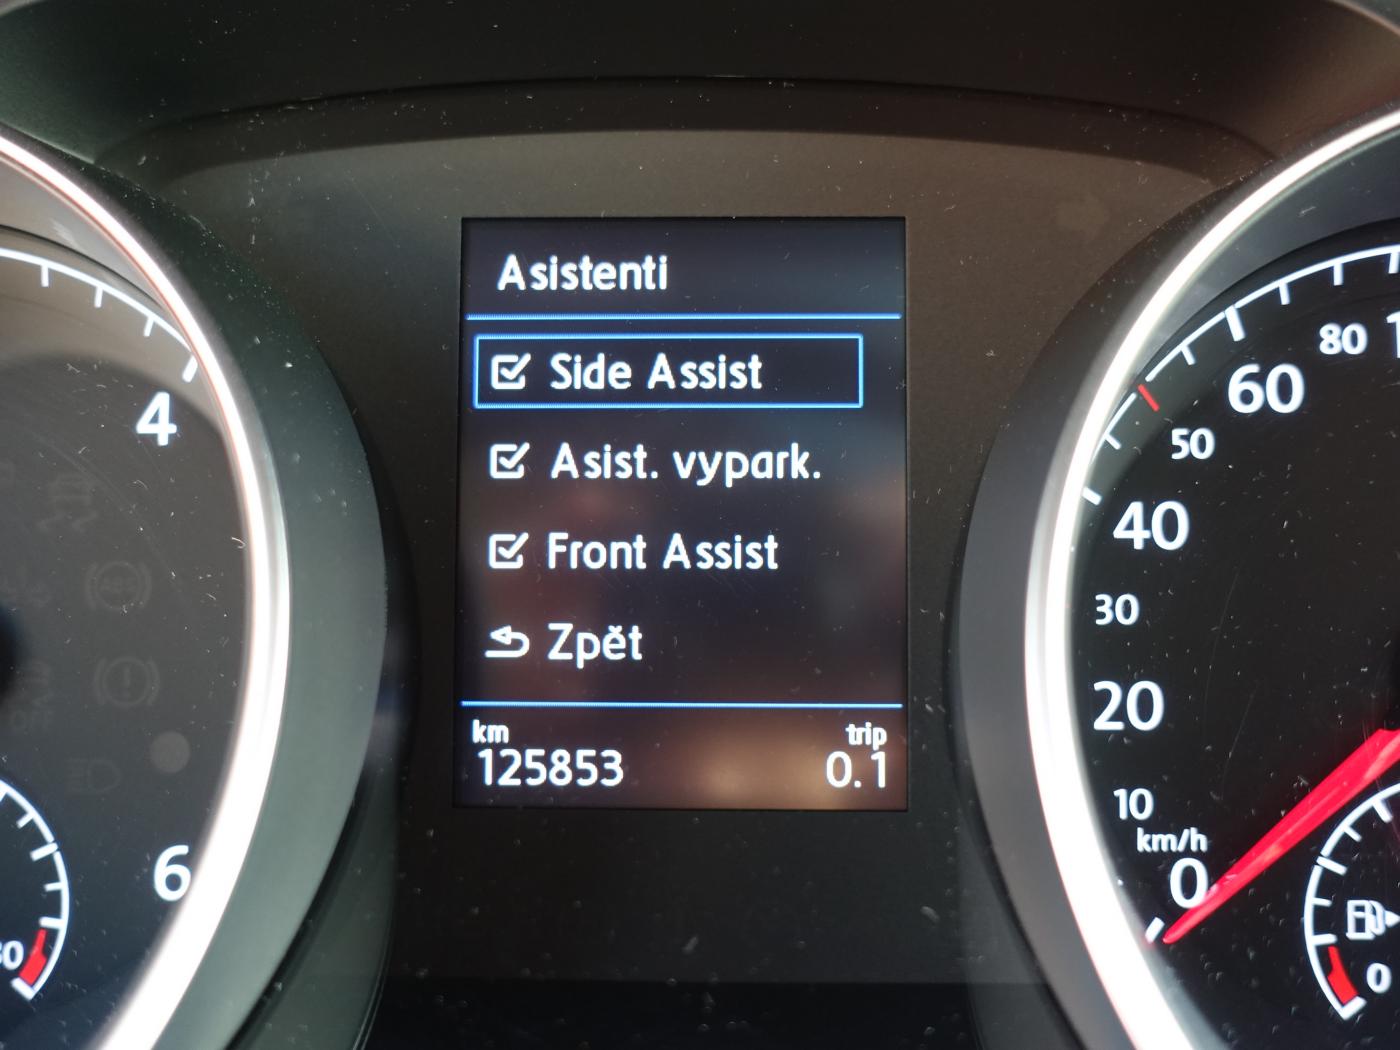 Asistenti
Side Assist
Asist. vypark.
Front Assist
Zpět
km trip
125853 0.1
4
6
80
60
50
40
30
20
10
km/h
0
0